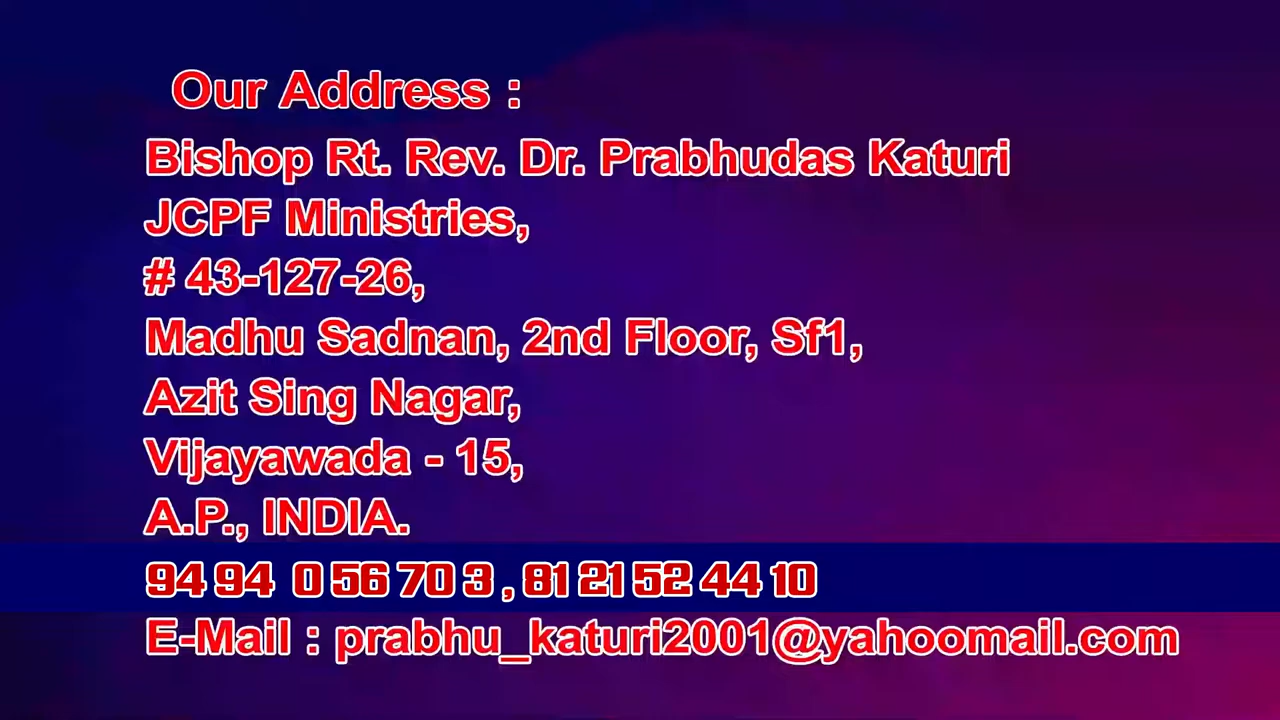 Our Address :
Bishop Rt. Rev. Dr. Prabhudas Katuri
JCPF Ministries,
# 43-127-26,
Madhu Sadnan, 2nd Floor, Sf1,
Azit Sing Nagar,
Vijayawada - 15,
A.P., INDIA.
94 94 0 56 70 3 , 81 21 52 44 10
E-Mail : prabhu_katuri2001@yahoomail.com